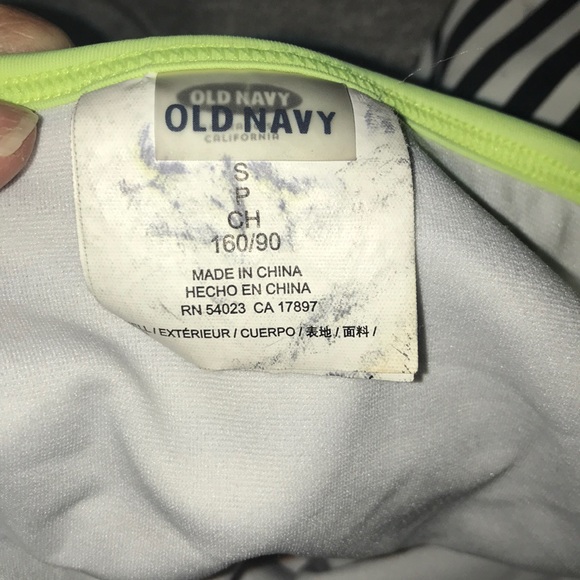 OLD NAVY
OLD NAVY
CALIFORNIA
S
P
CH
160/90
MADE IN CHINA
HECHO EN CHINA
RN 54023 CA 17897
/ EXTÉRIEUR / CUERPO / 表地 / 面料 /